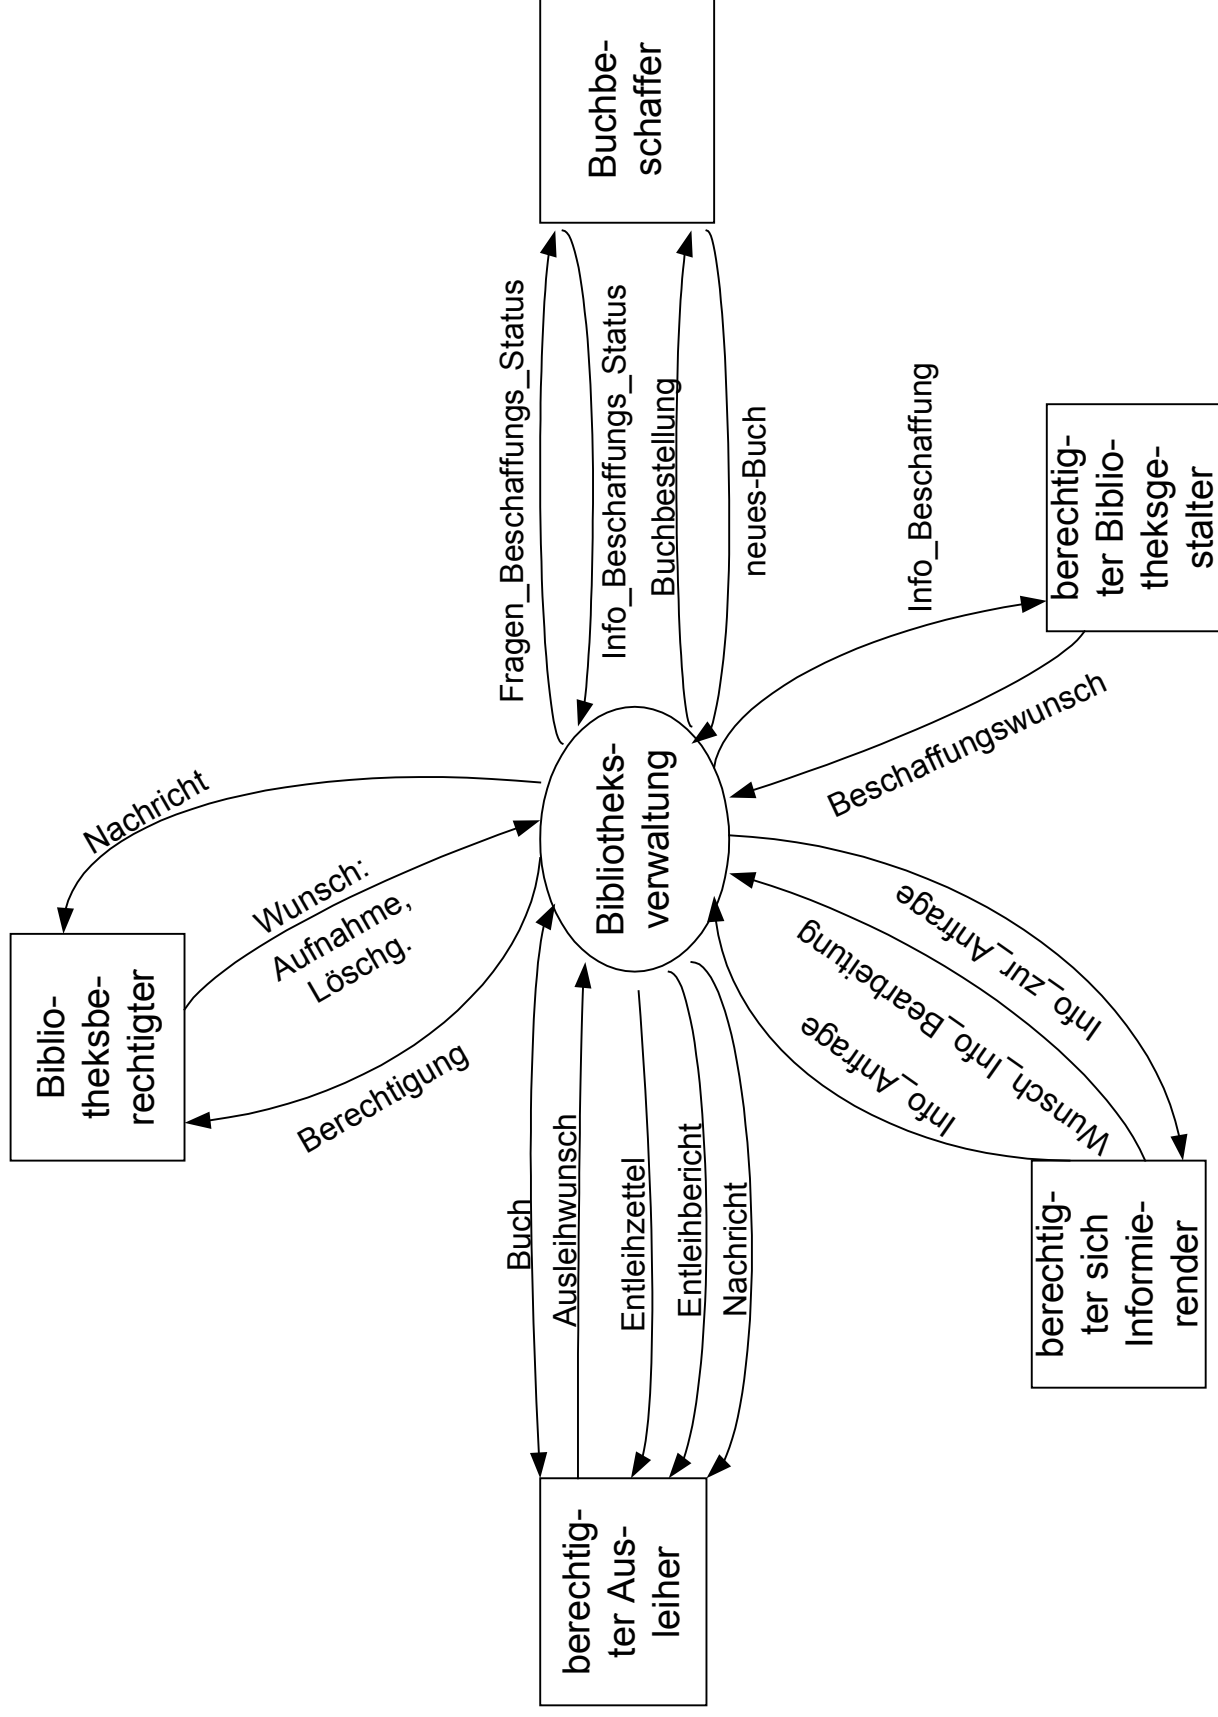 Biblio-
theksbe-
rechtigter
Nachricht
Wunsch:
Aufnahme,
Löschg.
Berechtigung
berechtig-
ter Aus-
leiher
Buch
Ausleihwunsch
Entleihzettel
Entleihbericht
Nachricht
Bibliotheks-
verwaltung
Fragen_Beschaffungs_Status
Info_Beschaffungs_Status
Buchbestellung
neues-Buch
Buchbe-
schaffer
Info_Anfrage
Wunsch_Info_Bearbeitung
Info_zur_Anfrage
berechtig-
ter sich
Informie-
render
Beschaffungswunsch
Info_Beschaffung
berechtig-
ter Biblio-
theksge-
stalter